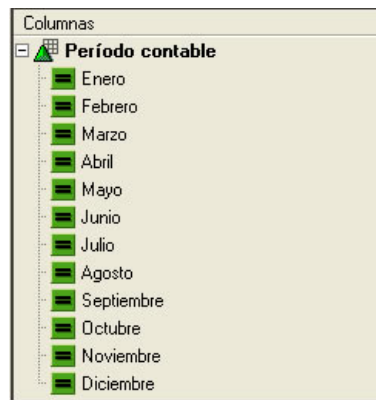 Columnas
Período contable
Enero
Febrero
Marzo
Abril
Mayo
Junio
Julio
Agosto
Septiembre
Octubre
Noviembre
Diciembre